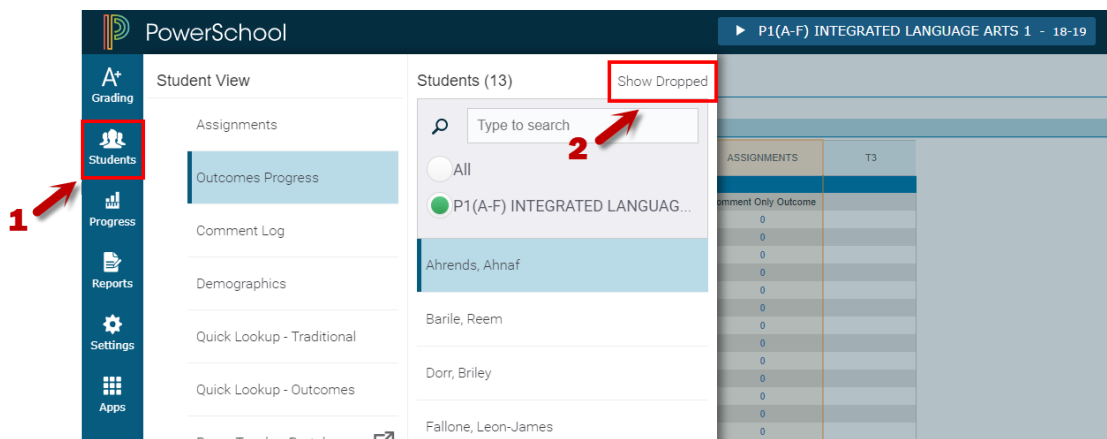 PowerSchool
P1(A-F) INTEGRATED LANGUAGE ARTS 1 - 18-19
A+
Grading
Students
Progress
Reports
Settings
Apps
1
Student View
Assignments
Outcomes Progress
Comment Log
Demographics
Quick Lookup - Traditional
Quick Lookup - Outcomes
Students (13)
Show Dropped
Type to search
2
All
P1(A-F) INTEGRATED LANGUAG...
Ahrends, Ahnaf
Barile, Reem
Dorr, Briley
Fallone, Leon-James
ASSIGNMENTS
T3
omment Only Outcome
0
0
0
0
0
0
0
0
0
0
0
0
0